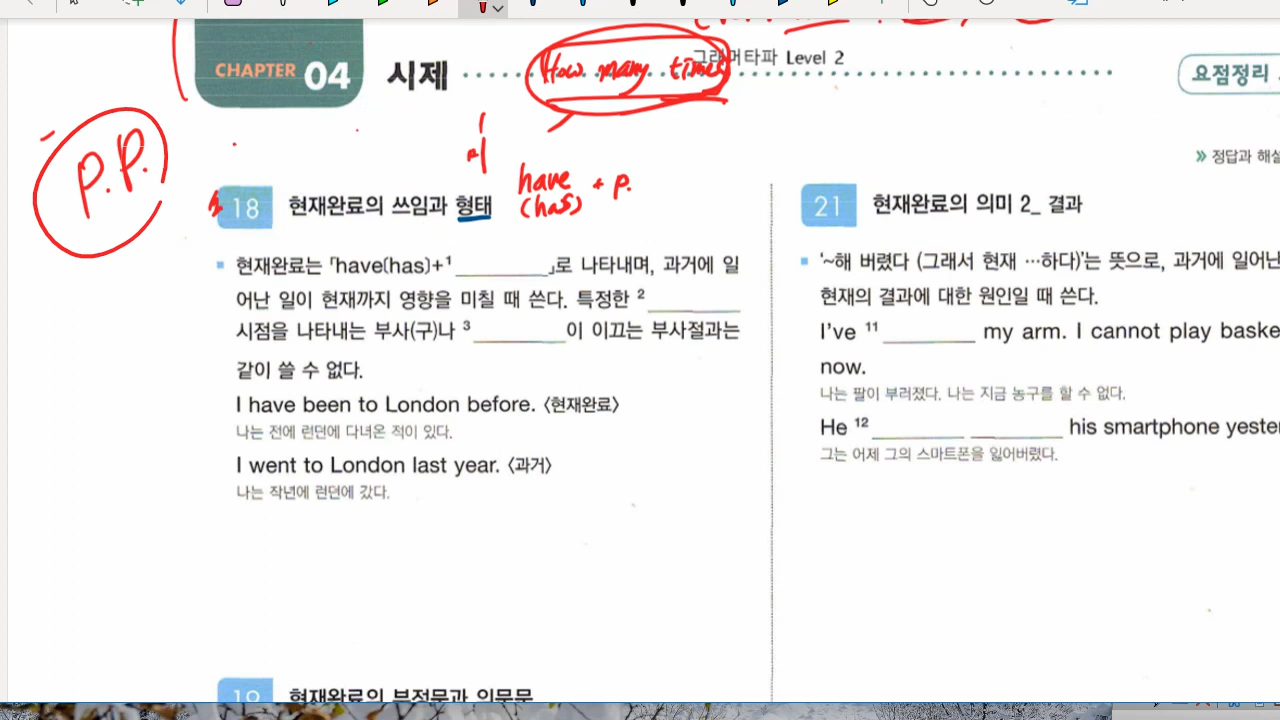 그래머타파 Level 2
CHAPTER 04 시제
How many times
요점정리
P.P.
» 정답과 해설
have + p.
(has)
18 현재완료의 쓰임과 형태
현재완료는 「have(has)+¹ __________」로 나타내며, 과거에 일
어난 일이 현재까지 영향을 미칠 때 쓴다. 특정한 ² __________
시점을 나타내는 부사(구)나 ³ __________이 이끄는 부사절과는
같이 쓸 수 없다.
I have been to London before. 〈현재완료〉
나는 전에 런던에 다녀온 적이 있다.
I went to London last year. 〈과거〉
나는 작년에 런던에 갔다.
19 현재완료의 부정문과 의문문
21 현재완료의 의미 2_ 결과
'~해 버렸다 (그래서 현재 …하다)'는 뜻으로, 과거에 일어난
현재의 결과에 대한 원인일 때 쓴다.
I've ¹¹ __________ my arm. I cannot play baske
now.
나는 팔이 부러졌다. 나는 지금 농구를 할 수 없다.
He ¹² __________ __________ his smartphone yester
그는 어제 그의 스마트폰을 잃어버렸다.